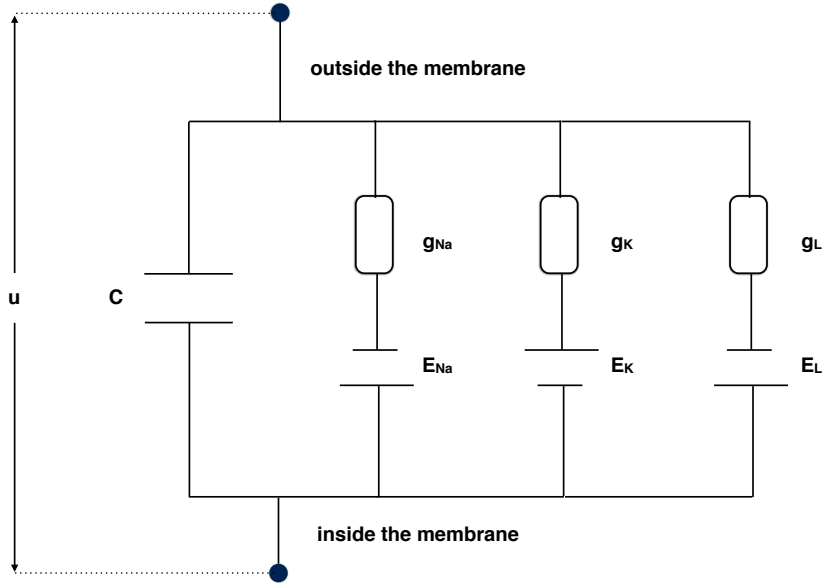 outside the membrane
gNa
gK
gL
u
C
ENa
EK
EL
inside the membrane